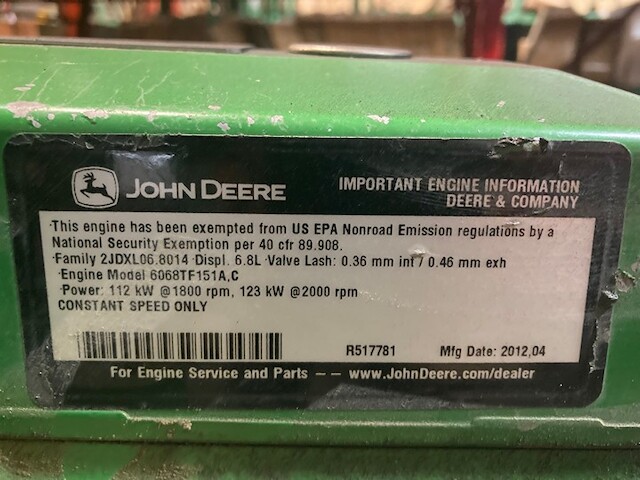 JOHN DEERE
IMPORTANT ENGINE INFORMATION
DEERE & COMPANY
·This engine has been exempted from US EPA Nonroad Emission regulations by a
National Security Exemption per 40 cfr 89.908.
·Family 2JDXL06.8014 ·Displ. 6.8L ·Valve Lash: 0.36 mm int / 0.46 mm exh
·Engine Model 6068TF151A,C
·Power: 112 kW @1800 rpm, 123 kW @2000 rpm
CONSTANT SPEED ONLY
R517781 Mfg Date: 2012,04
For Engine Service and Parts – – www.JohnDeere.com/dealer